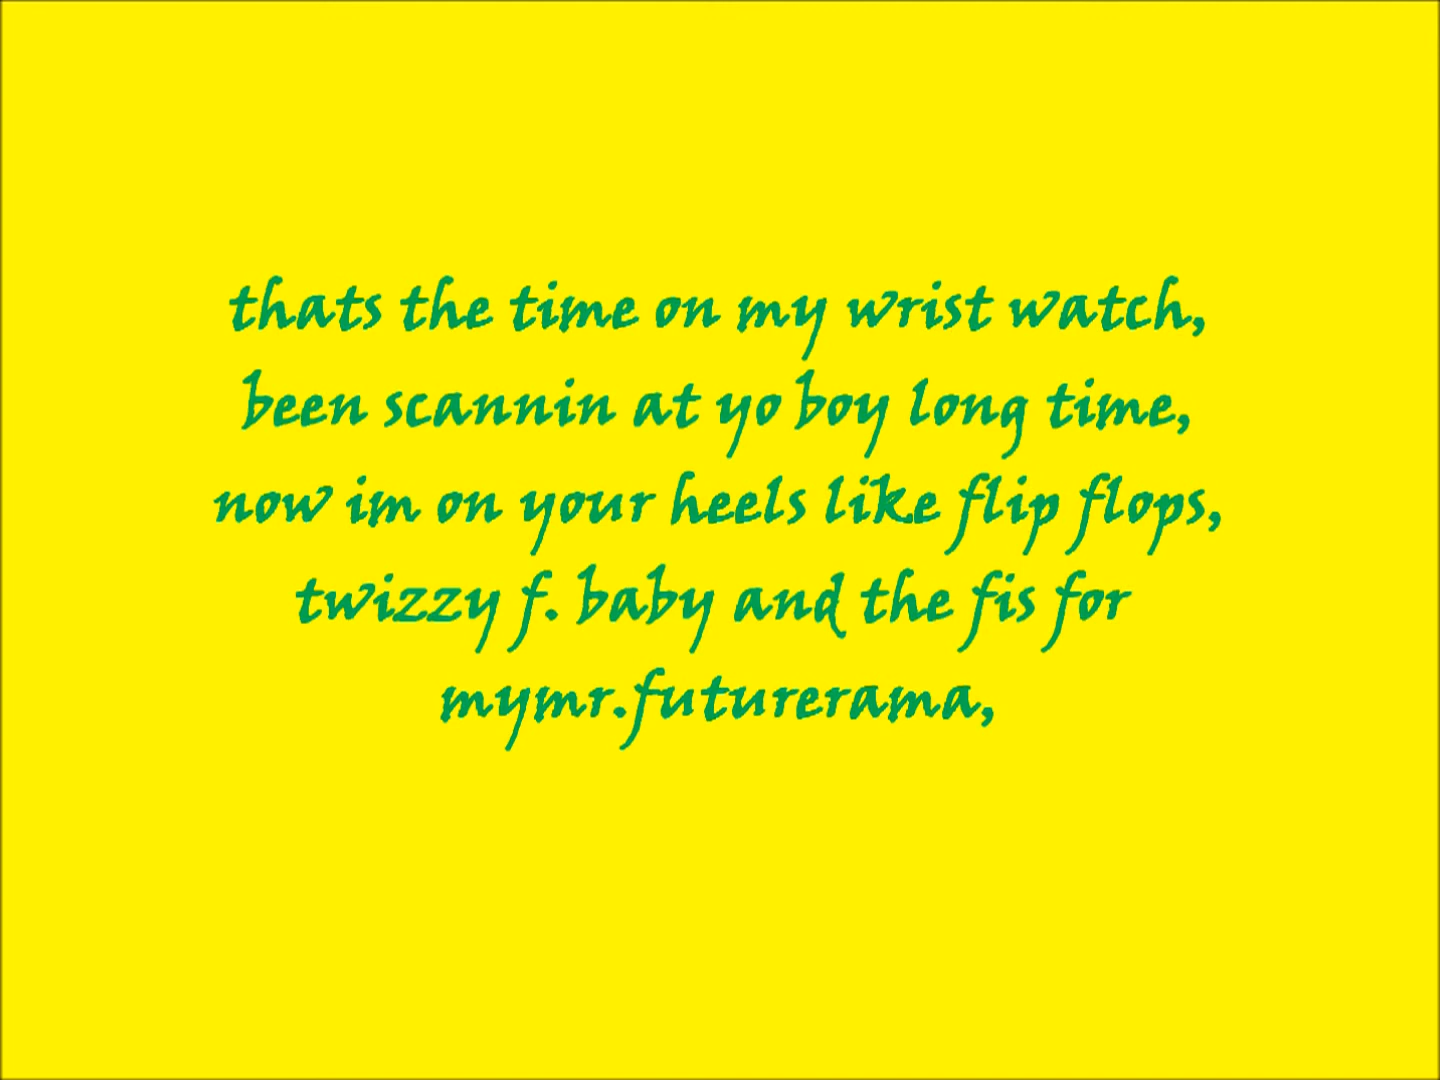 thats the time on my wrist watch,
been scannin at yo boy long time,
now im on your heels like flip flops,
twizzy f. baby and the fis for
mymr.futurerama,